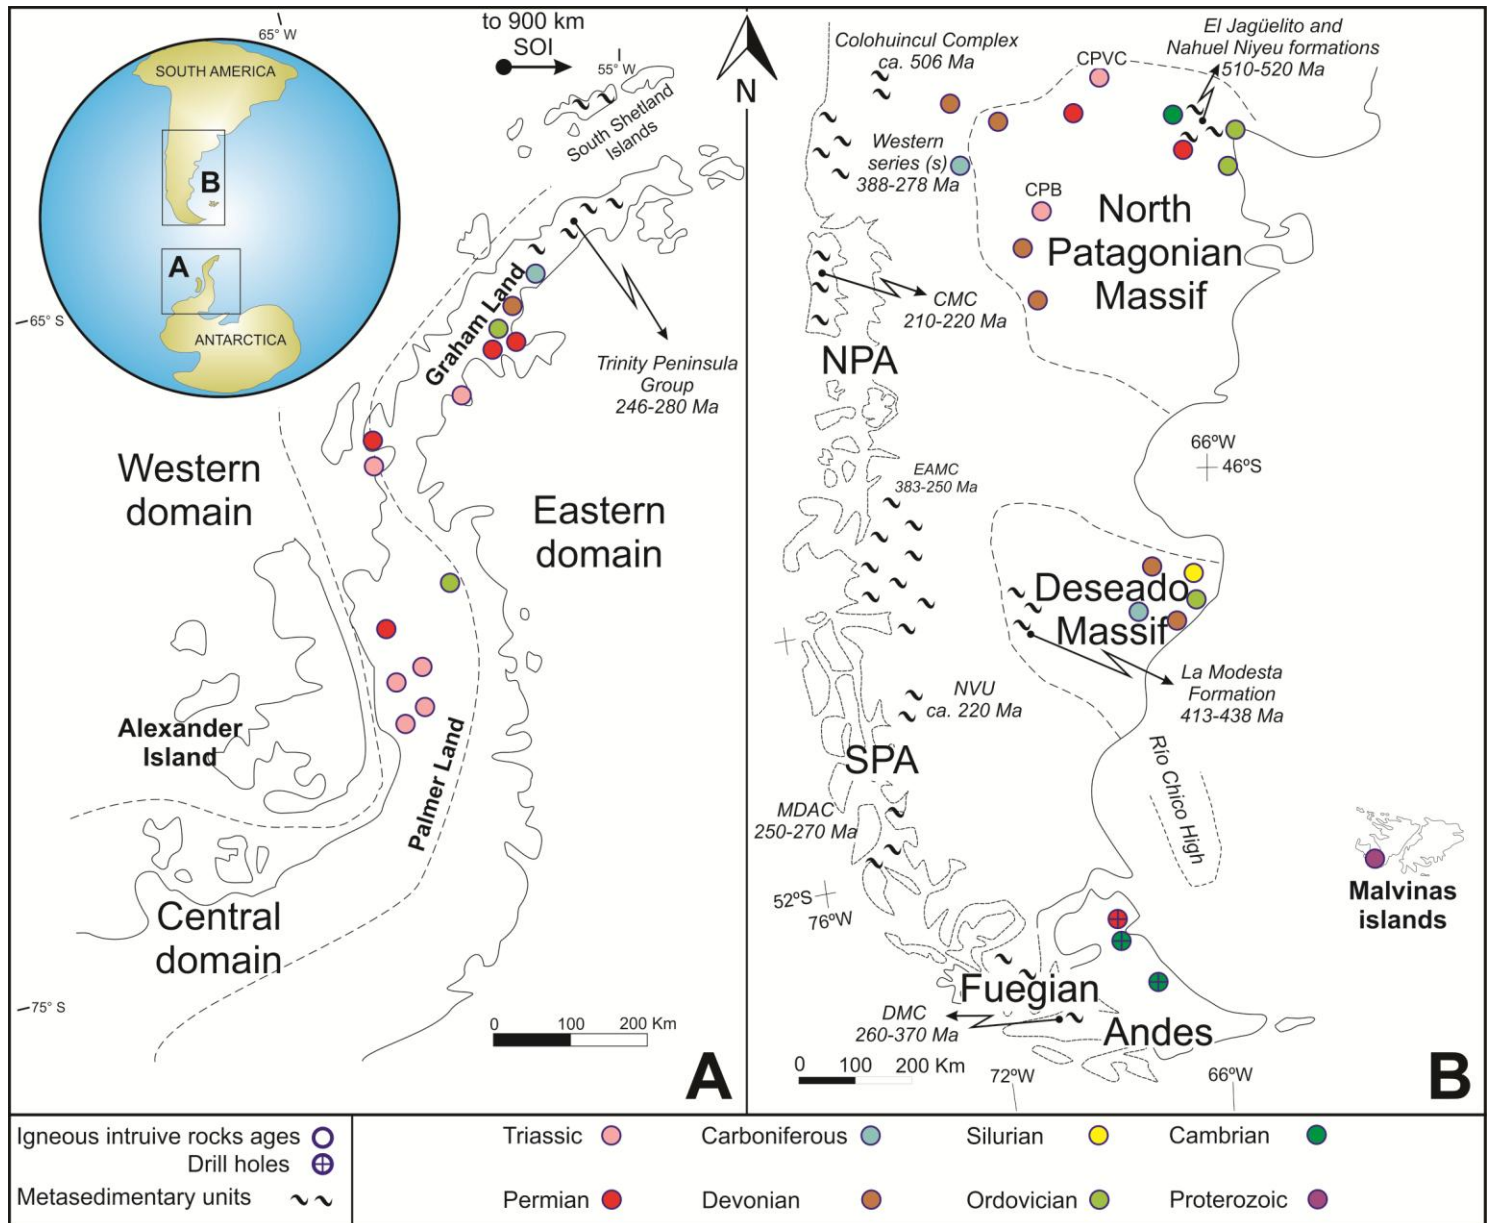 65° W
SOUTH AMERICA
B
A
ANTARCTICA
65° S
to 900 km
SOI
55° W
South Shetland
Islands
Graham Land
Trinity Peninsula
Group
246-280 Ma
Western
domain
Eastern
domain
Alexander
Island
Palmer Land
Central
domain
75° S
0 100 200 Km
A
N
Colohuincul Complex
ca. 506 Ma
CPVC
El Jagüelito and
Nahuel Niyeu formations
510-520 Ma
Western
series (s)
388-278 Ma
CPB
North
Patagonian
Massif
CMC
210-220 Ma
NPA
66ºW
46ºS
EAMC
383-250 Ma
Deseado
Massif
La Modesta
Formation
413-438 Ma
NVU
ca. 220 Ma
SPA
Río Chico High
MDAC
250-270 Ma
52ºS
76ºW
Malvinas
islands
Fuegian
Andes
DMC
260-370 Ma
0 100 200 Km
72ºW
66ºW
B
Igneous intruive rocks ages
Drill holes
Metasedimentary units
Triassic
Carboniferous
Silurian
Cambrian
Permian
Devonian
Ordovician
Proterozoic